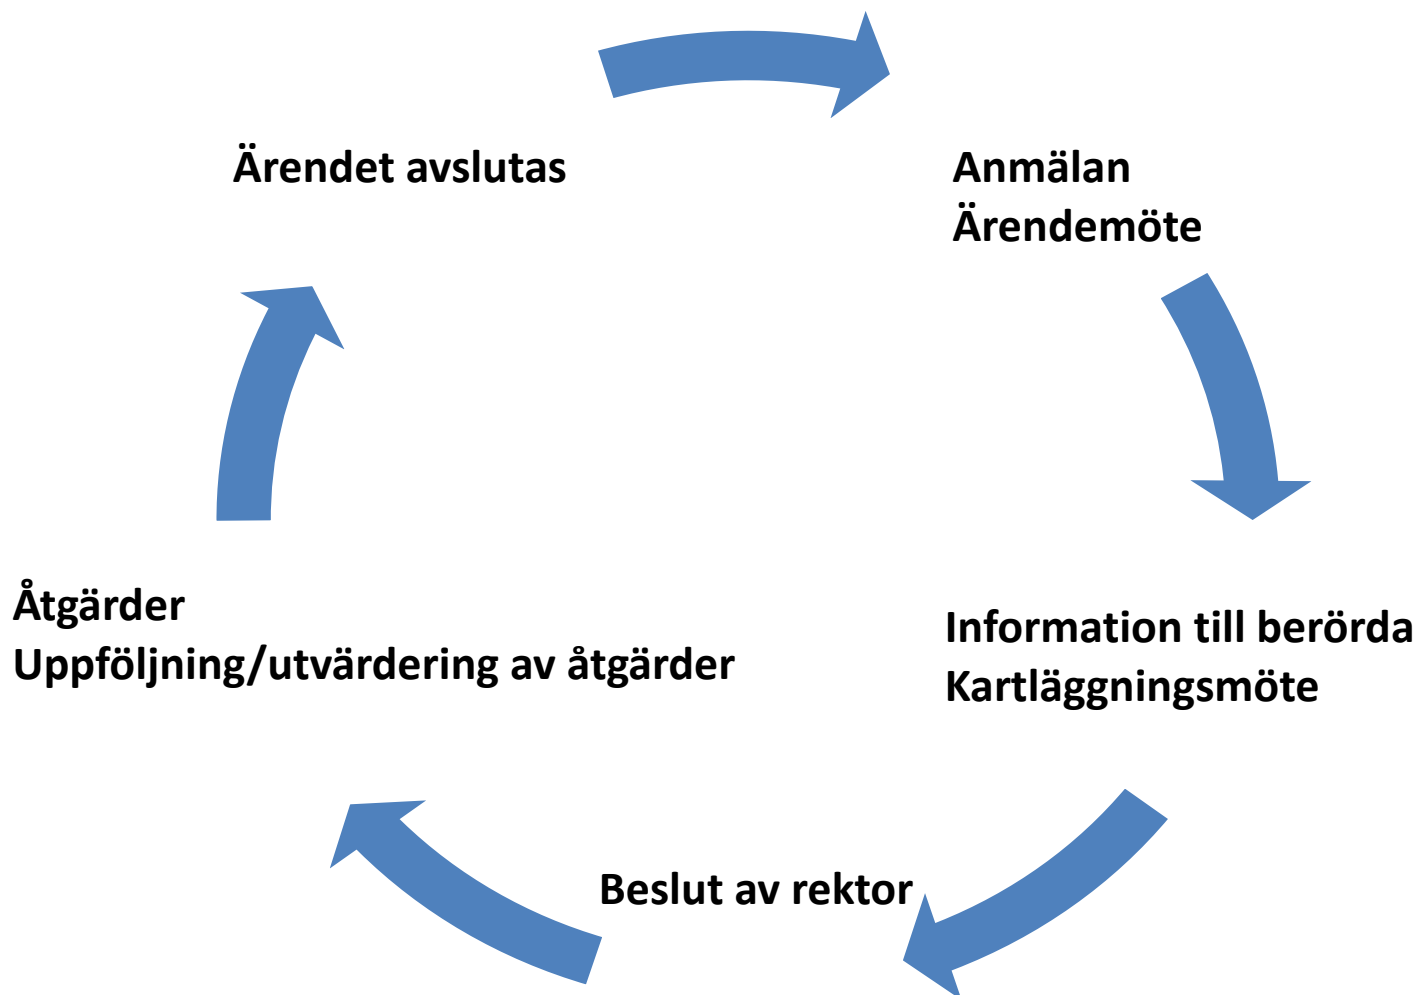 Ärendet avslutas
Anmälan
Ärendemöte
Information till berörda
Kartläggningsmöte
Beslut av rektor
Åtgärder
Uppföljning/utvärdering av åtgärder